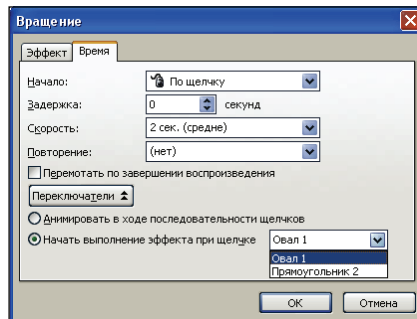 Вращение
Эффект Время
Начало: По щелчку
Задержка: 0 секунд
Скорость: 2 сек. (средне)
Повторение: (нет)
Перемотать по завершении воспроизведения
Переключатели
Анимировать в ходе последовательности щелчков
Начать выполнение эффекта при щелчке Овал 1
Овал 1
Прямоугольник 2
ОК Отмена